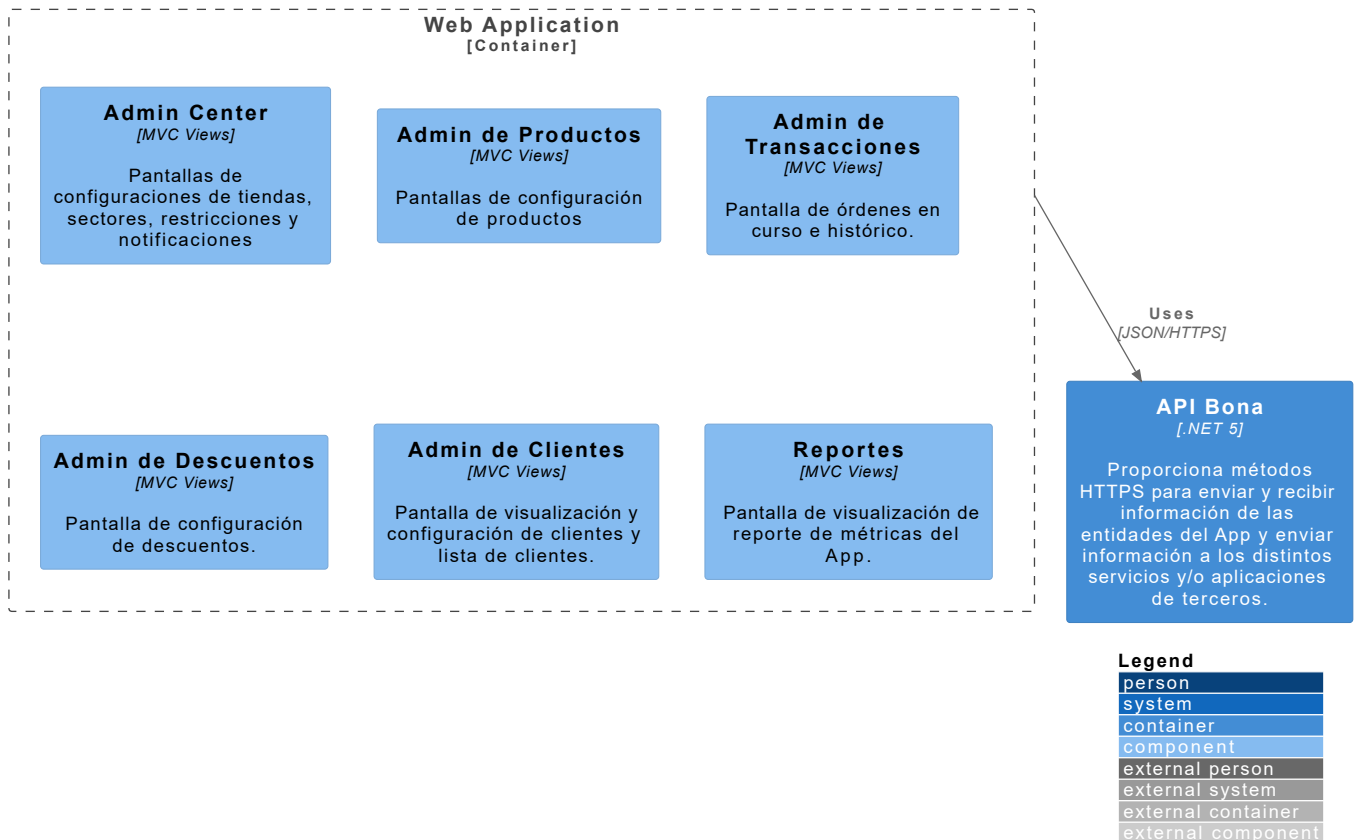 Web Application
[Container]
Admin Center
[MVC Views]
Pantallas de
configuraciones de tiendas,
sectores, restricciones y
notificaciones
Admin de Productos
[MVC Views]
Pantallas de configuración
de productos
Admin de
Transacciones
[MVC Views]
Pantalla de órdenes en
curso e histórico.
Uses
[JSON/HTTPS]
Admin de Descuentos
[MVC Views]
Pantalla de configuración
de descuentos.
Admin de Clientes
[MVC Views]
Pantalla de visualización y
configuración de clientes y
lista de clientes.
Reportes
[MVC Views]
Pantalla de visualización de
reporte de métricas del
App.
API Bona
[.NET 5]
Proporciona métodos
HTTPS para enviar y recibir
información de las
entidades del App y enviar
información a los distintos
servicios y/o aplicaciones
de terceros.
Legend
person
system
container
component
external person
external system
external container
external component